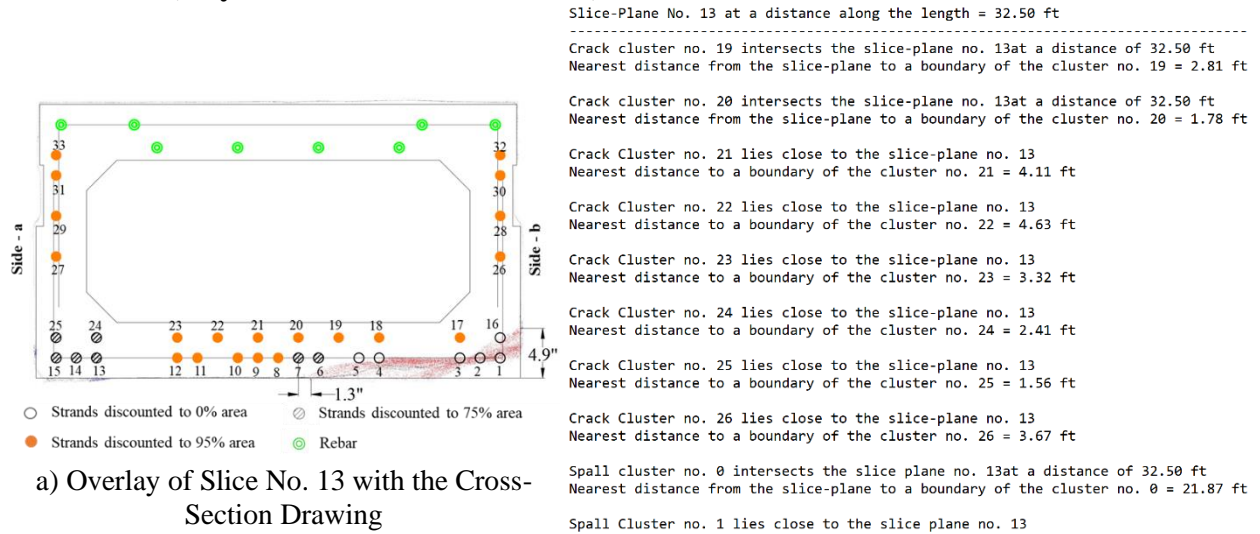 33
32
31
30
29
28
27
26
Side - a
Side - b
25
24
23
22
21
20
19
18
17
16
4.9"
15
14
13
12
11
10
9
8
7
6
5
4
3
2
1
1.3"
Strands discounted to 0% area
Strands discounted to 75% area
Strands discounted to 95% area
Rebar
a) Overlay of Slice No. 13 with the Cross-
Section Drawing
Slice-Plane No. 13 at a distance along the length = 32.50 ft
--------------------------------------------------------------------------------
Crack cluster no. 19 intersects the slice-plane no. 13at a distance of 32.50 ft
Nearest distance from the slice-plane to a boundary of the cluster no. 19 = 2.81 ft
Crack cluster no. 20 intersects the slice-plane no. 13at a distance of 32.50 ft
Nearest distance from the slice-plane to a boundary of the cluster no. 20 = 1.78 ft
Crack Cluster no. 21 lies close to the slice-plane no. 13
Nearest distance to a boundary of the cluster no. 21 = 4.11 ft
Crack Cluster no. 22 lies close to the slice-plane no. 13
Nearest distance to a boundary of the cluster no. 22 = 4.63 ft
Crack Cluster no. 23 lies close to the slice-plane no. 13
Nearest distance to a boundary of the cluster no. 23 = 3.32 ft
Crack Cluster no. 24 lies close to the slice-plane no. 13
Nearest distance to a boundary of the cluster no. 24 = 2.41 ft
Crack Cluster no. 25 lies close to the slice-plane no. 13
Nearest distance to a boundary of the cluster no. 25 = 1.56 ft
Crack Cluster no. 26 lies close to the slice-plane no. 13
Nearest distance to a boundary of the cluster no. 26 = 3.67 ft
Spall cluster no. 0 intersects the slice plane no. 13at a distance of 32.50 ft
Nearest distance from the slice-plane to a boundary of the cluster no. 0 = 21.87 ft
Spall Cluster no. 1 lies close to the slice plane no. 13